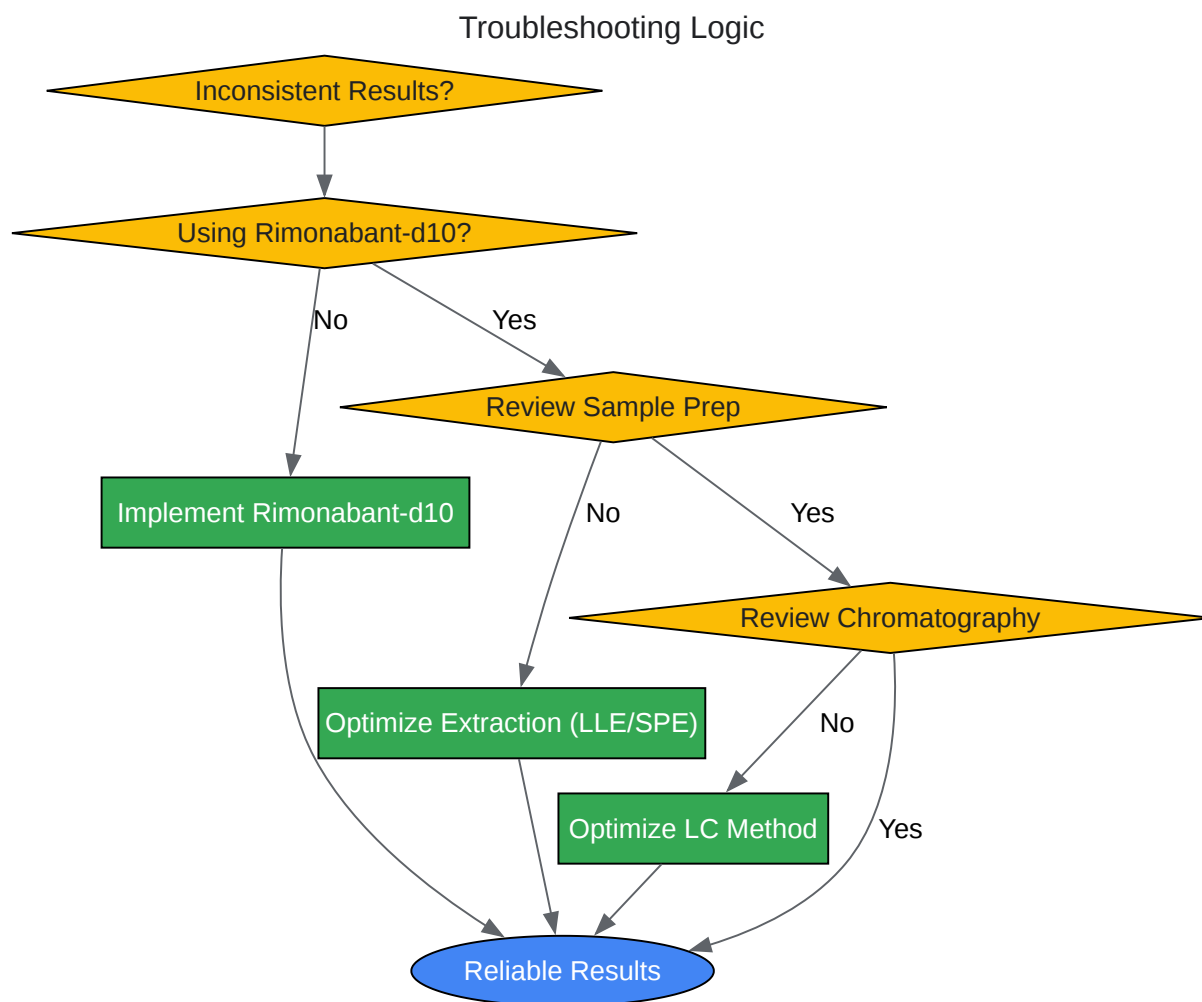 Troubleshooting Logic
Inconsistent Results?
Using Rimonabant-d10?
No
Yes
Review Sample Prep
Implement Rimonabant-d10
No
Yes
Review Chromatography
Optimize Extraction (LLE/SPE)
No
Optimize LC Method
Yes
Reliable Results